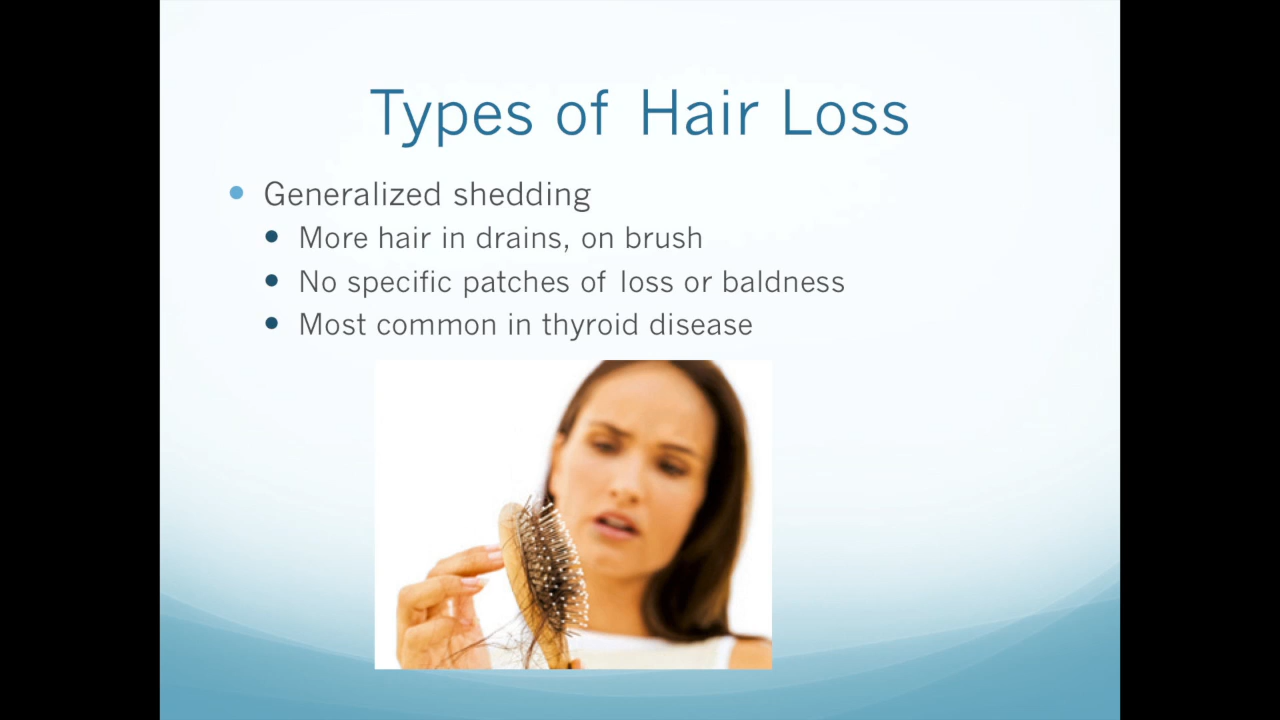 Types of Hair Loss
Generalized shedding
More hair in drains, on brush
No specific patches of loss or baldness
Most common in thyroid disease